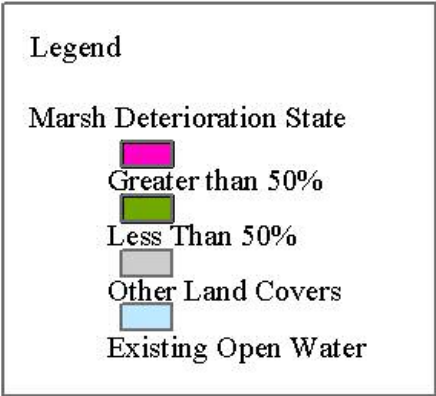 Legend
Marsh Deterioration State
Greater than 50%
Less Than 50%
Other Land Covers
Existing Open Water